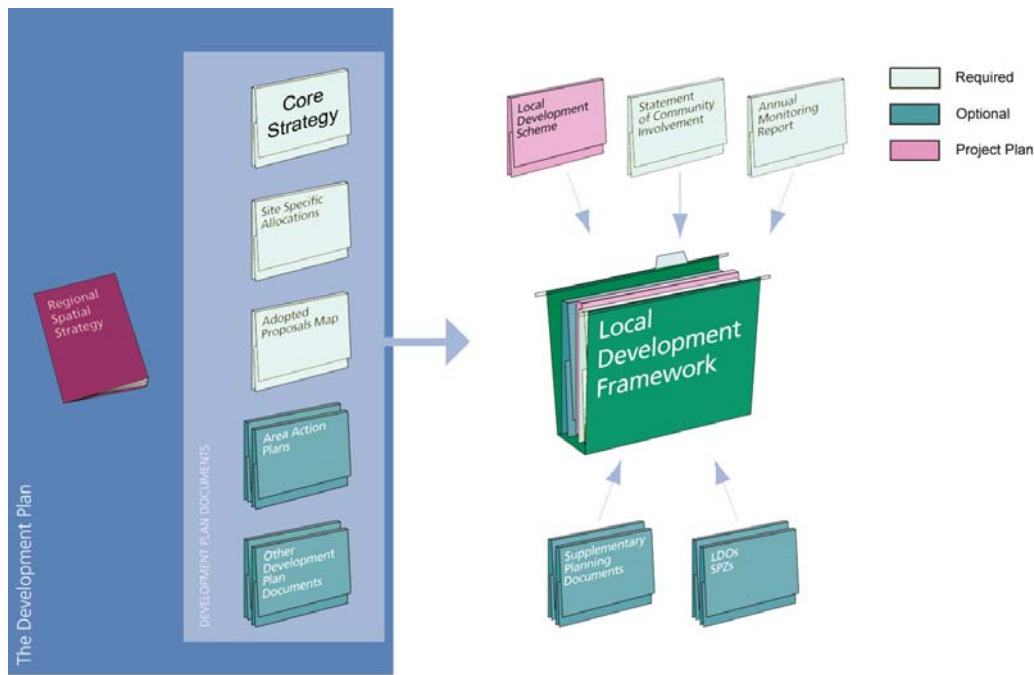 The Development Plan
Regional
Spatial
Strategy
DEVELOPMENT PLAN DOCUMENTS
Core
Strategy
Site Specific
Allocations
Adopted
Proposals Map
Area Action
Plans
Other
Development
Plan
Documents
Local
Development
Scheme
Statement
of Community
Involvement
Annual
Monitoring
Report
Local
Development
Framework
Supplementary
Planning
Documents
LDOs
SPZs
Required
Optional
Project Plan